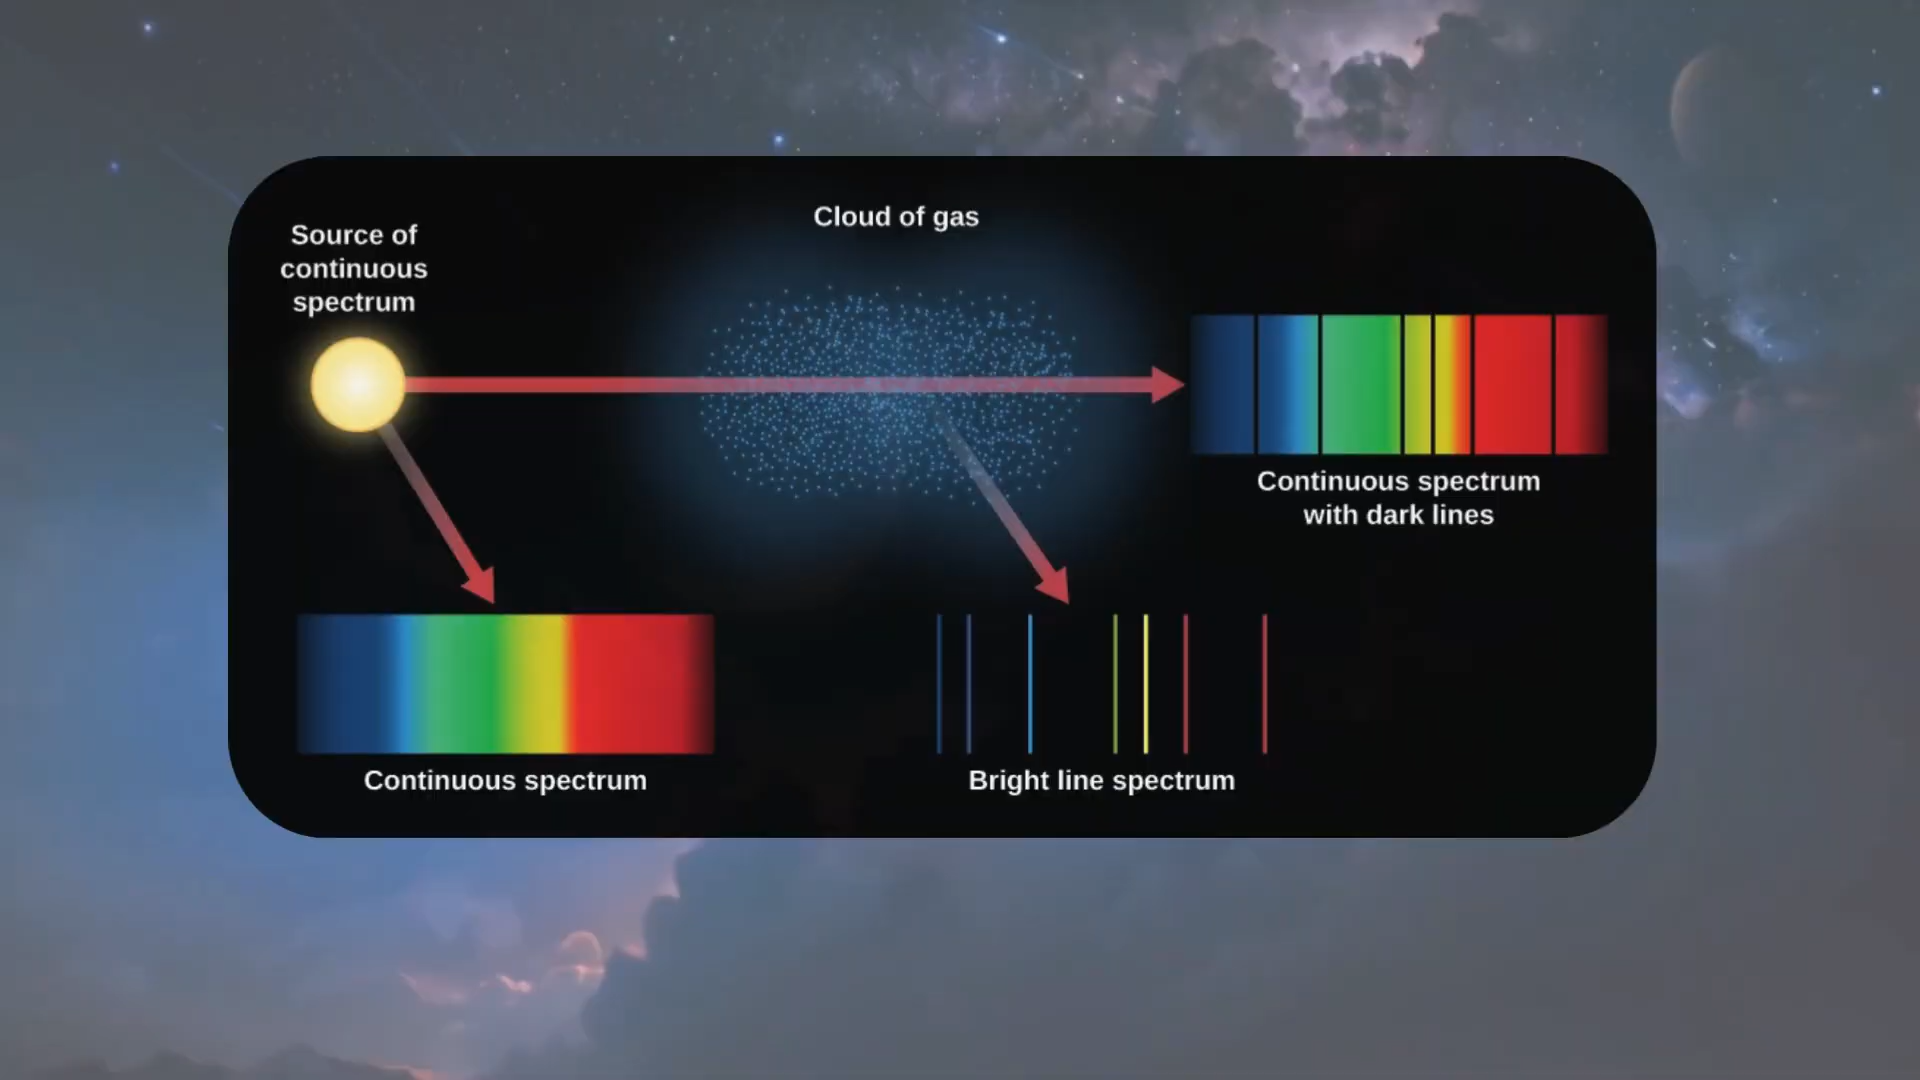 Source of
continuous
spectrum
Cloud of gas
Continuous spectrum
with dark lines
Continuous spectrum
Bright line spectrum